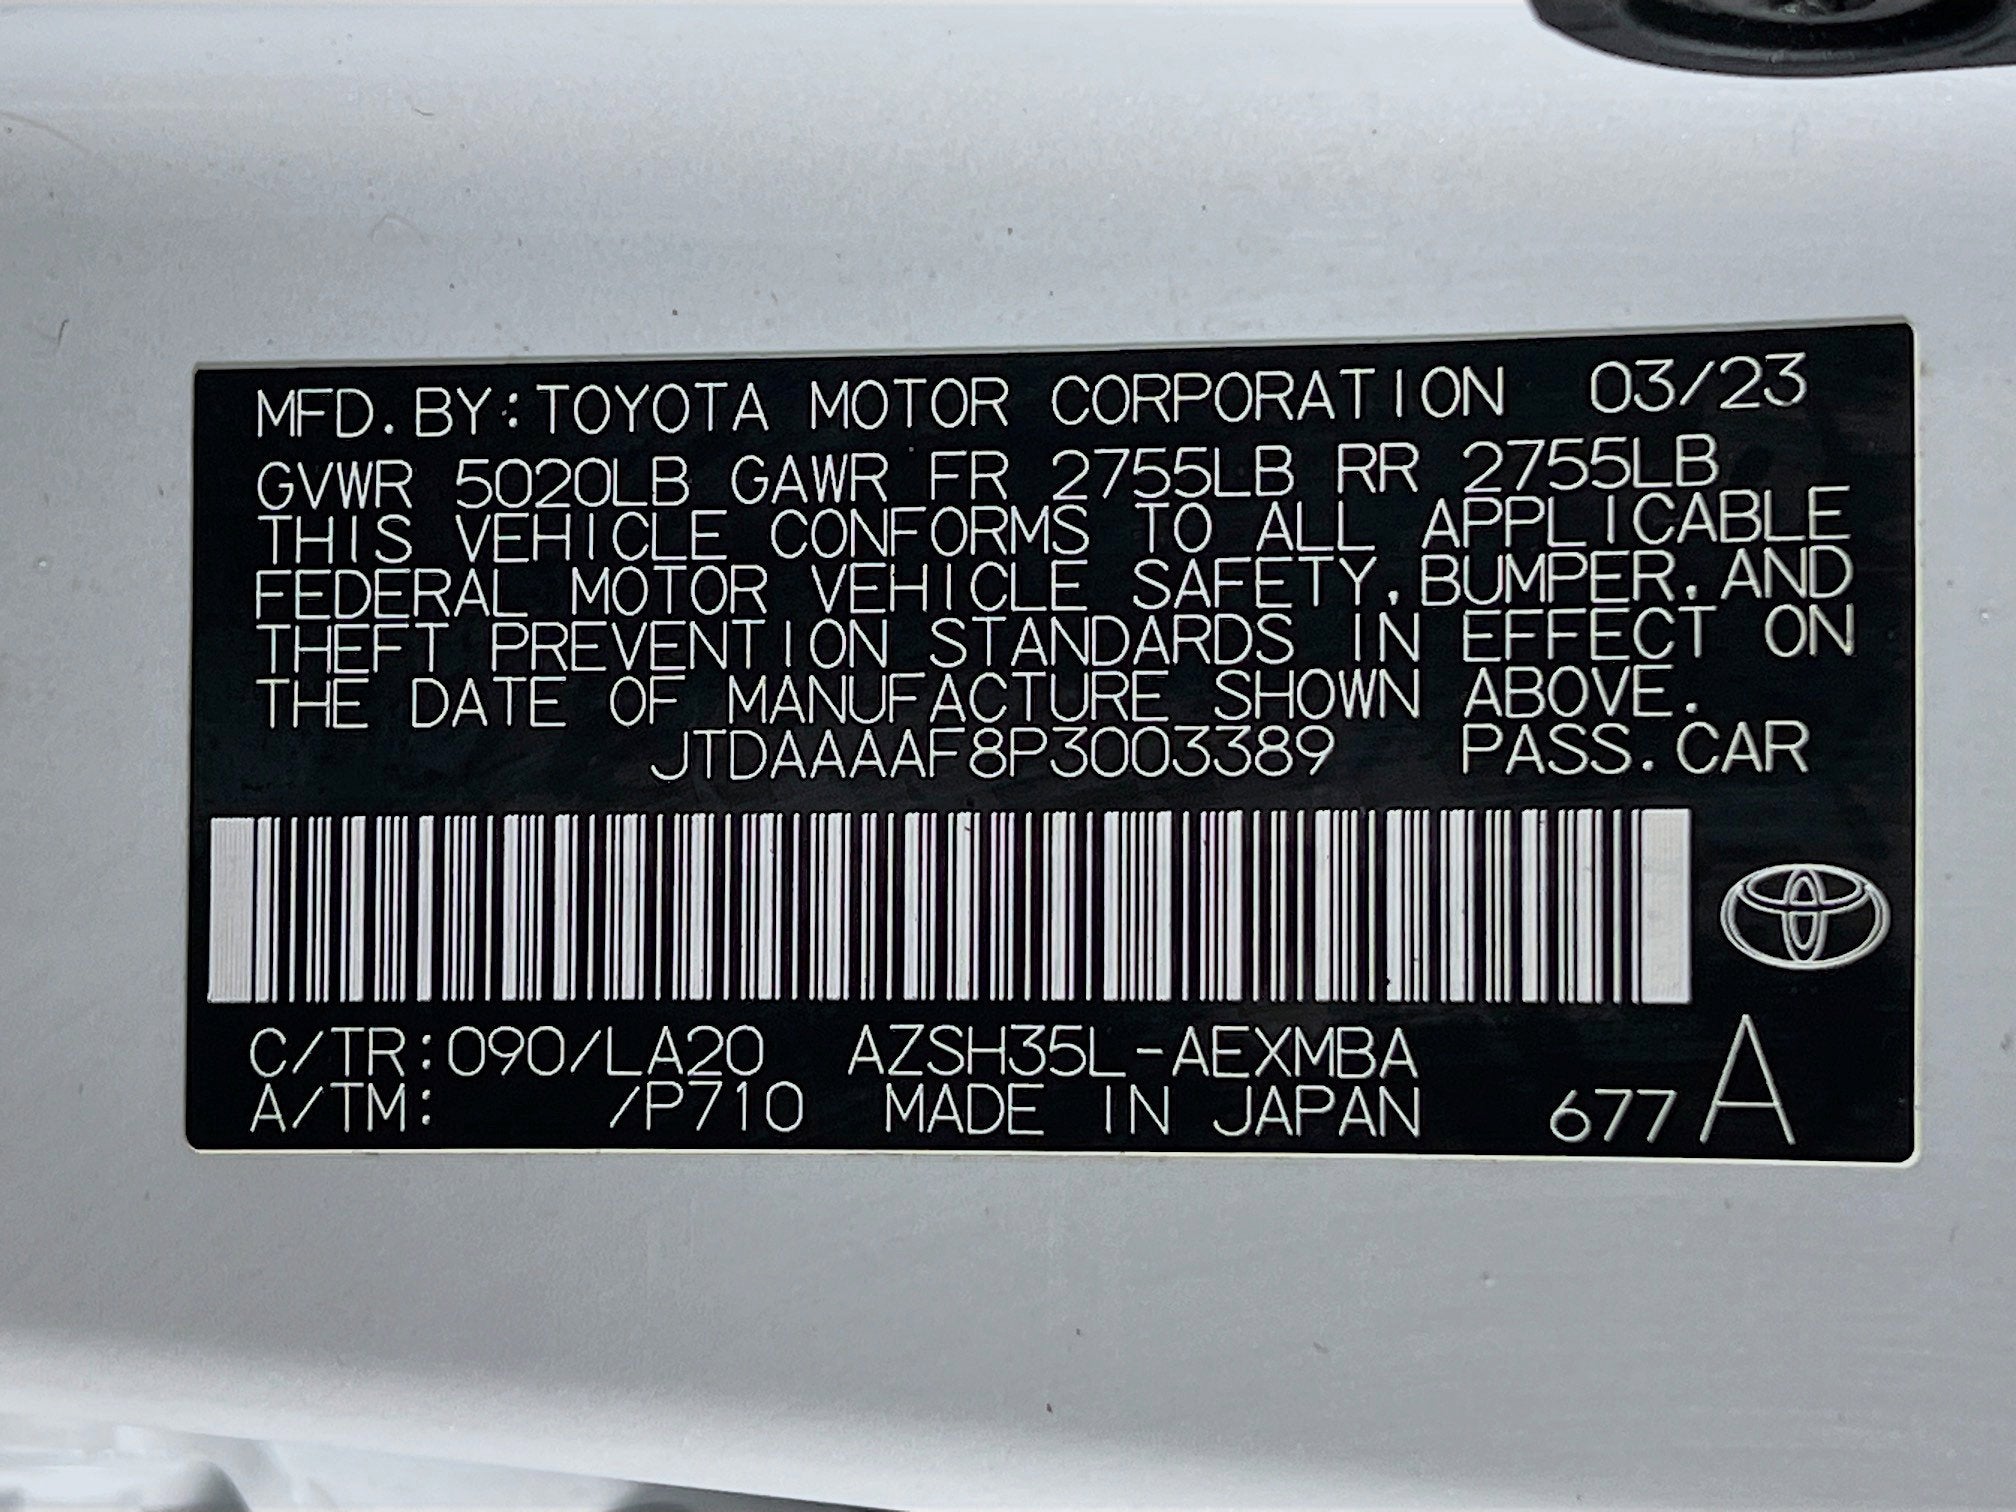 MFD. BY: TOYOTA MOTOR CORPORATION 03/23
GVWR 5020LB GAWR FR 2755LB RR 2755LB
THIS VEHICLE CONFORMS TO ALL APPLICABLE
FEDERAL MOTOR VEHICLE SAFETY, BUMPER, AND
THEFT PREVENTION STANDARDS IN EFFECT ON
THE DATE OF MANUFACTURE SHOWN ABOVE.
JTDAAAAF8P3003389 PASS. CAR
C/TR: 090/LA20 AZSH35L-AEXMBA
A/TM: /P710 MADE IN JAPAN 677 A